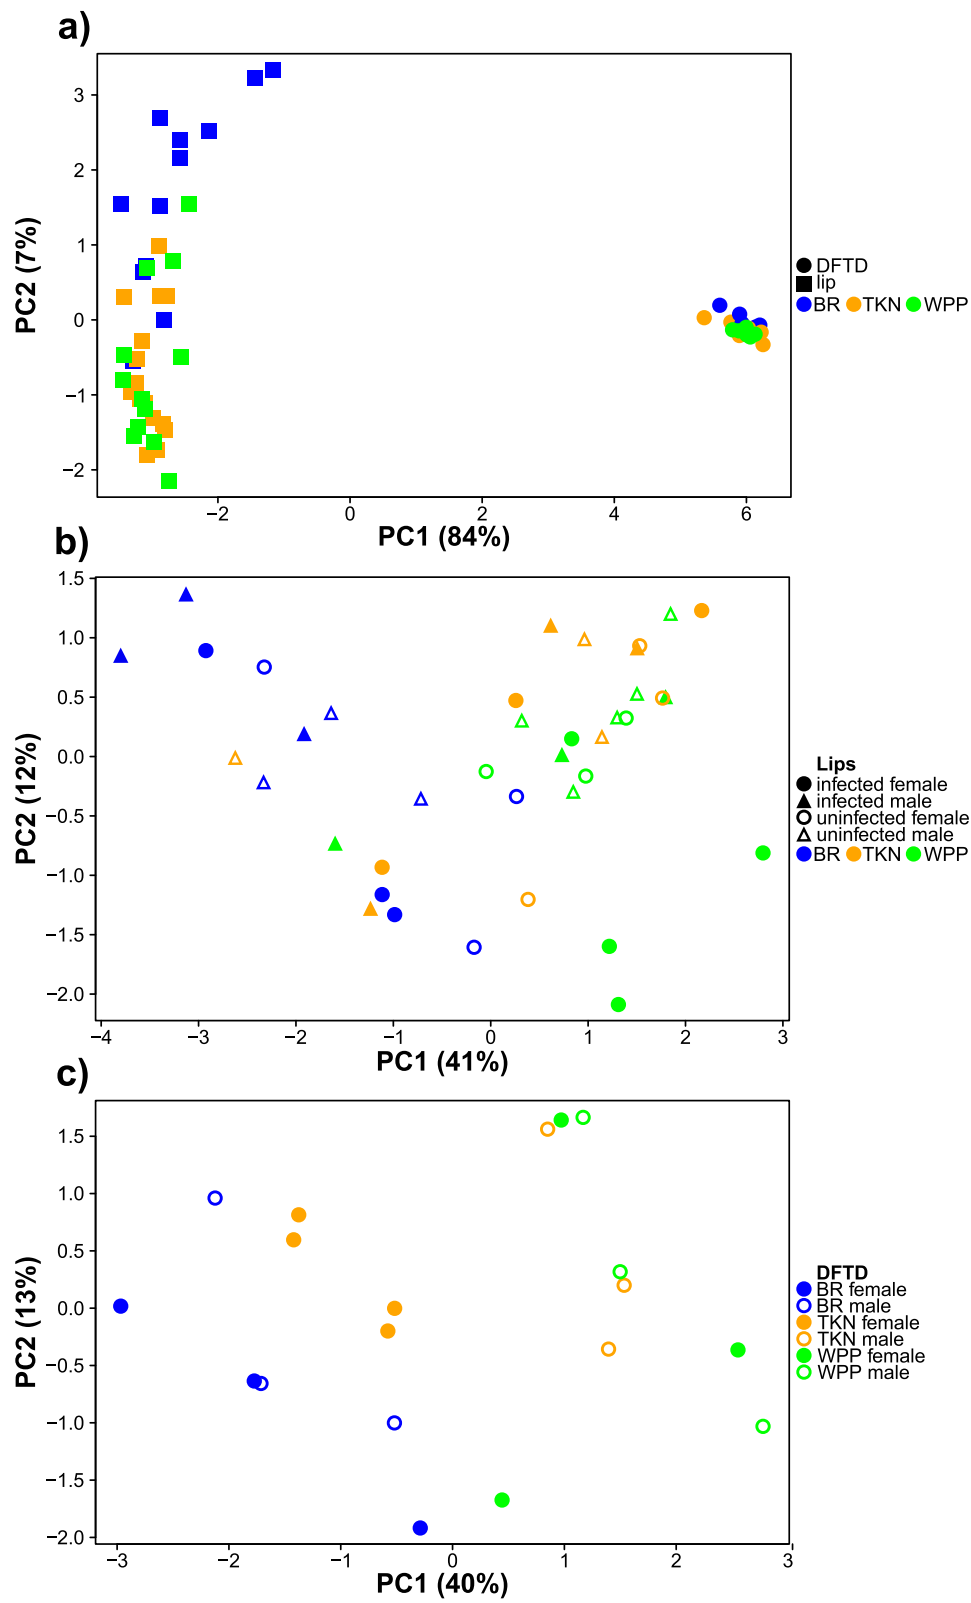 a)
3
2
1
0
−1
−2
PC2 (7%)
−2 0 2 4 6
PC1 (84%)
DFTD
lip
BR TKN WPP
b)
1.5
1.0
0.5
0.0
−0.5
−1.0
−1.5
−2.0
PC2 (12%)
−4 −3 −2 −1 0 1 2 3
PC1 (41%)
Lips
infected female
infected male
uninfected female
uninfected male
BR TKN WPP
c)
1.5
1.0
0.5
0.0
−0.5
−1.0
−1.5
−2.0
PC2 (13%)
−3 −2 −1 0 1 2 3
PC1 (40%)
DFTD
BR female
BR male
TKN female
TKN male
WPP female
WPP male